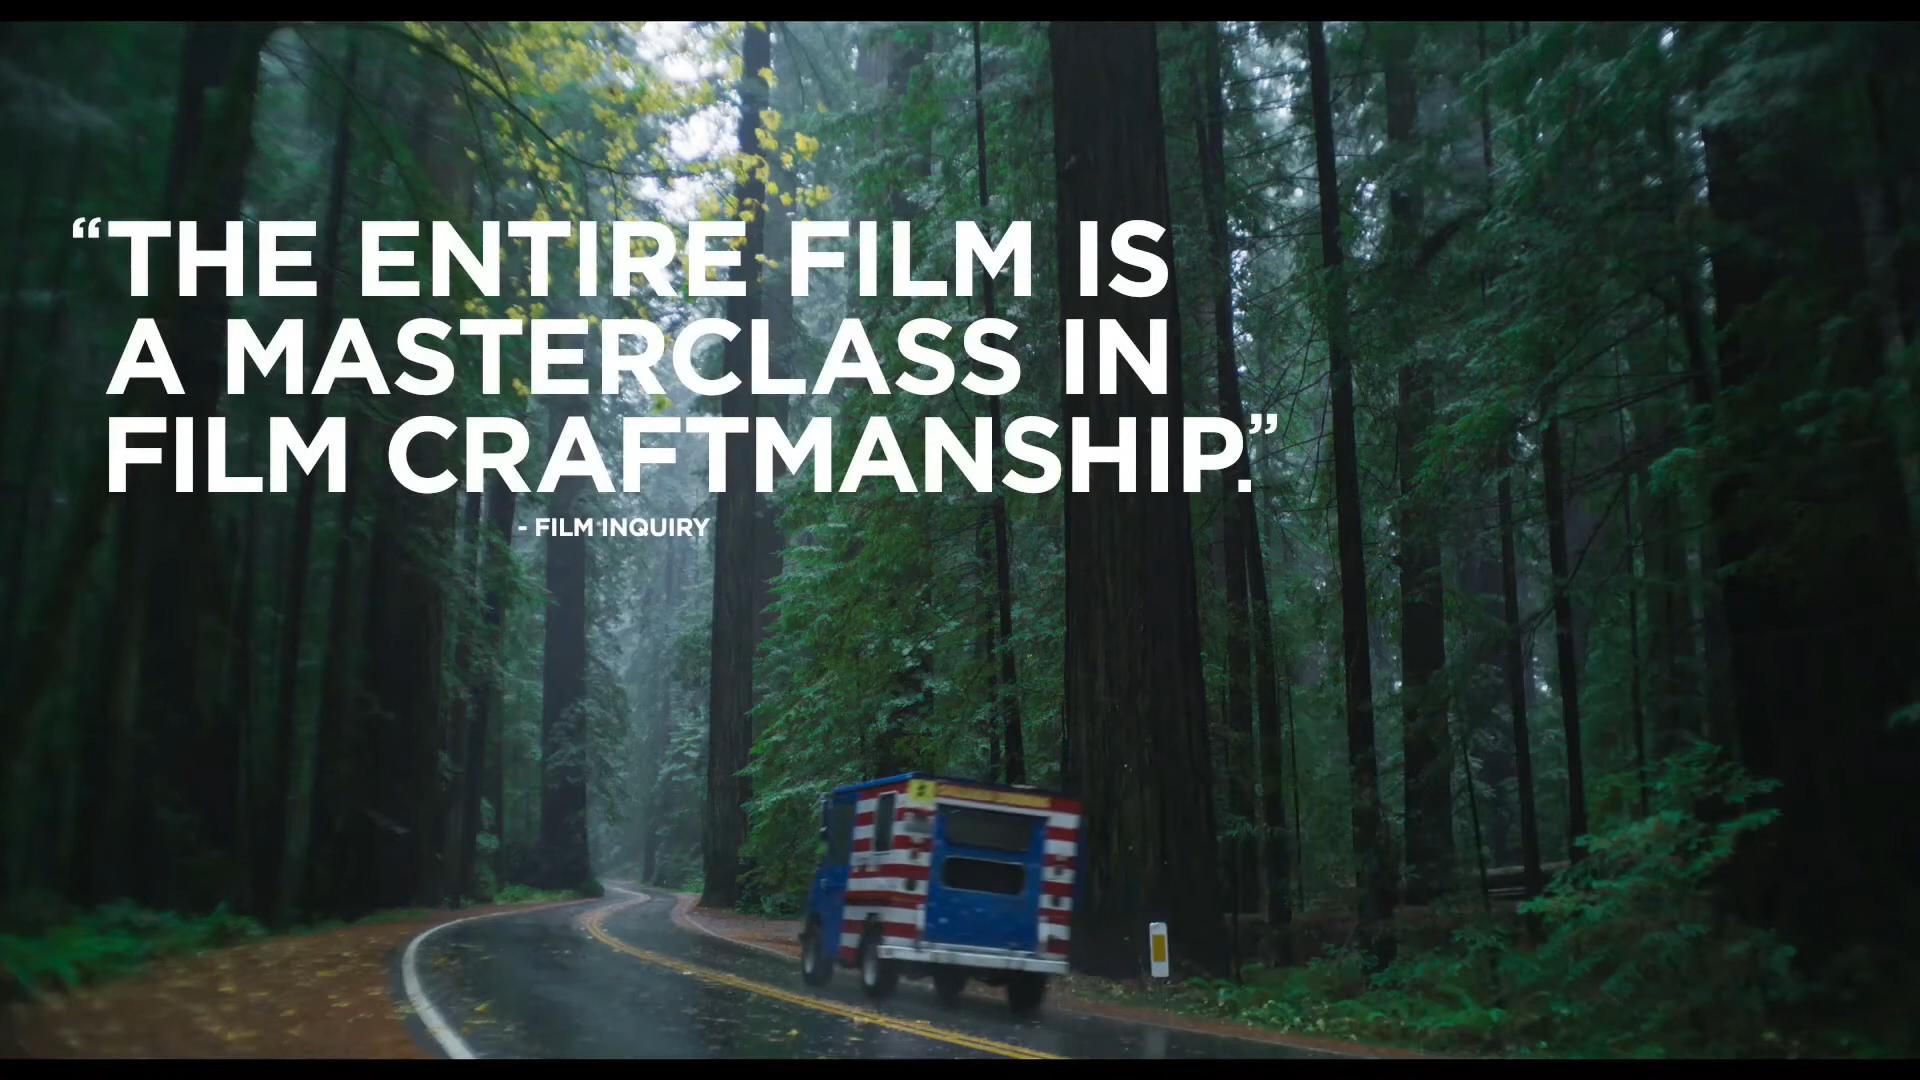 “THE ENTIRE FILM IS
A MASTERCLASS IN
FILM CRAFTMANSHIP.”
- FILM INQUIRY